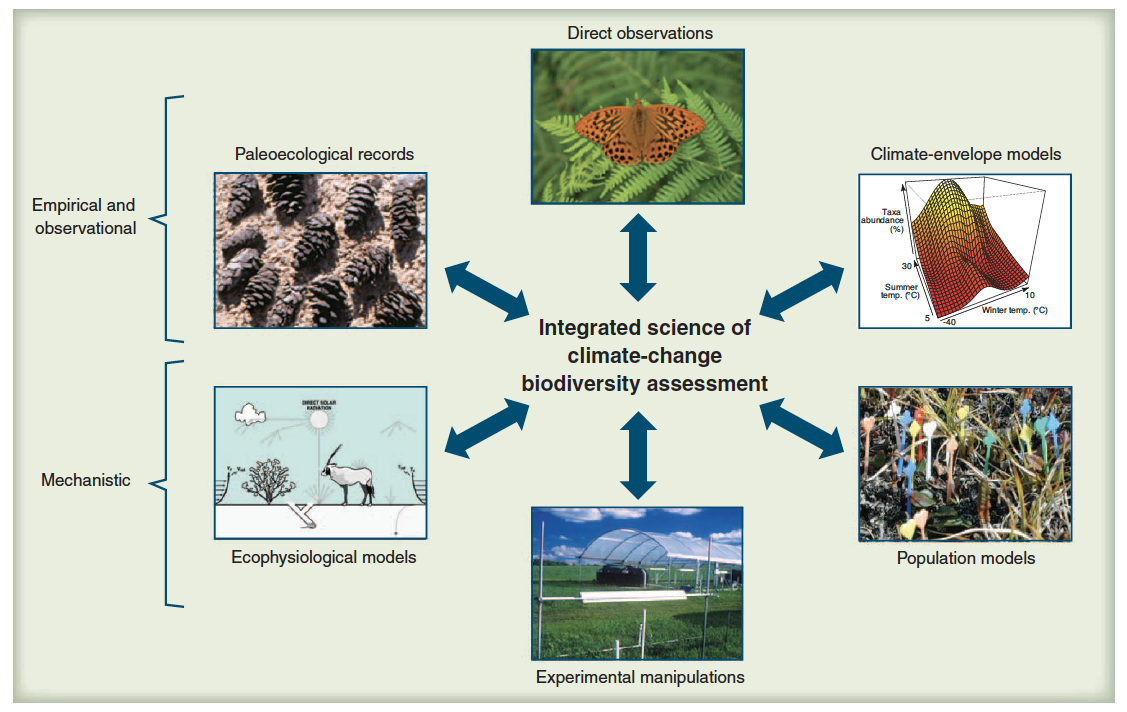 Direct observations
Paleoecological records
Climate-envelope models
Empirical and
observational
Taxa
abundance
(%)
30
Summer
temp. (°C)
5
-40
Winter temp. (°C)
10
Integrated science of
climate-change
biodiversity assessment
Mechanistic
DIRECT SOLAR
RADIATION
Ecophysiological models
Population models
Experimental manipulations